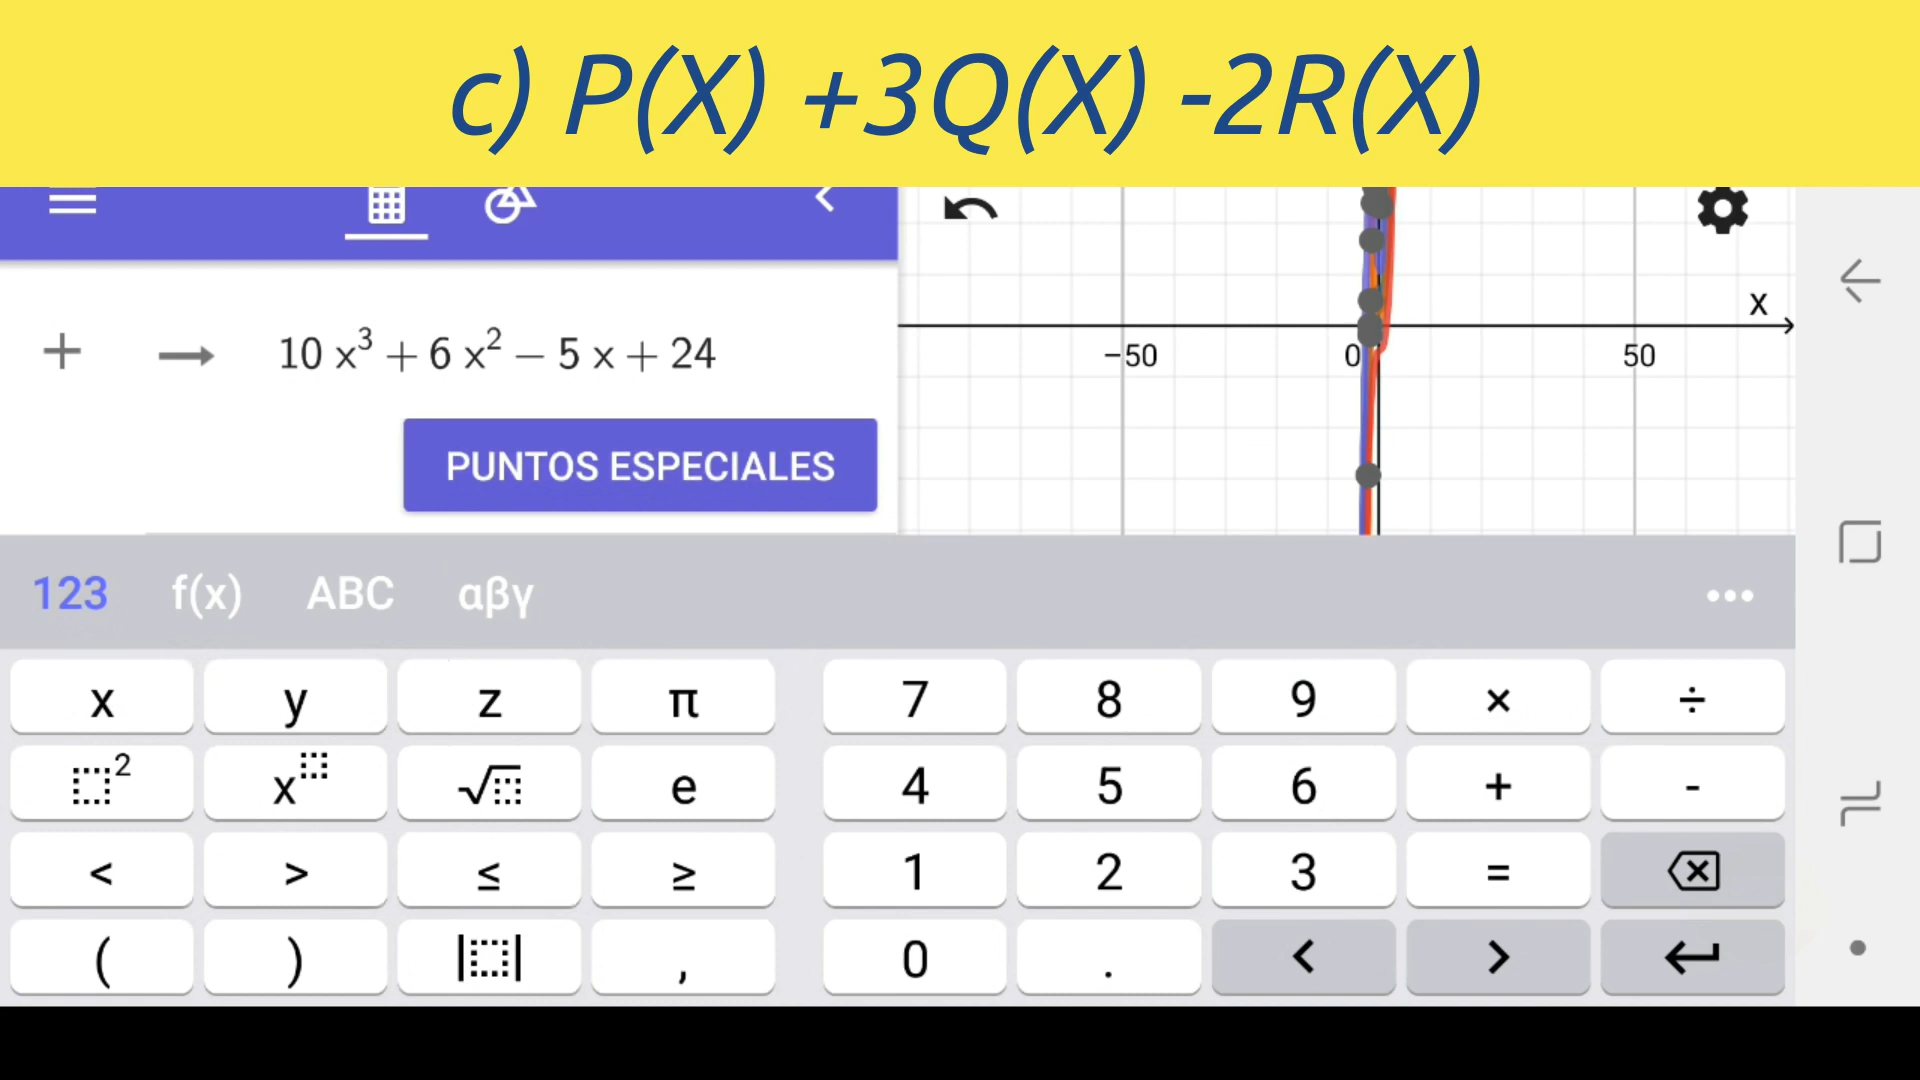 c) P(X) +3Q(X) -2R(X)
+ → 10 x³ + 6 x² − 5 x + 24
PUNTOS ESPECIALES
x
−50 0 50
123 f(x) ABC αβγ
x y z π 7 8 9 × ÷
□² x□ √□ e 4 5 6 + -
< > ≤ ≥ 1 2 3 =
( ) |□| , 0 . < >